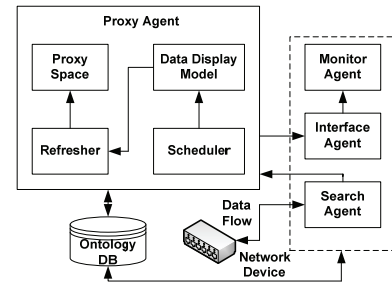 Proxy Agent
Proxy
Space
Data Display
Model
Monitor
Agent
Refresher
Scheduler
Interface
Agent
Data
Flow
Search
Agent
Ontology
DB
Network
Device